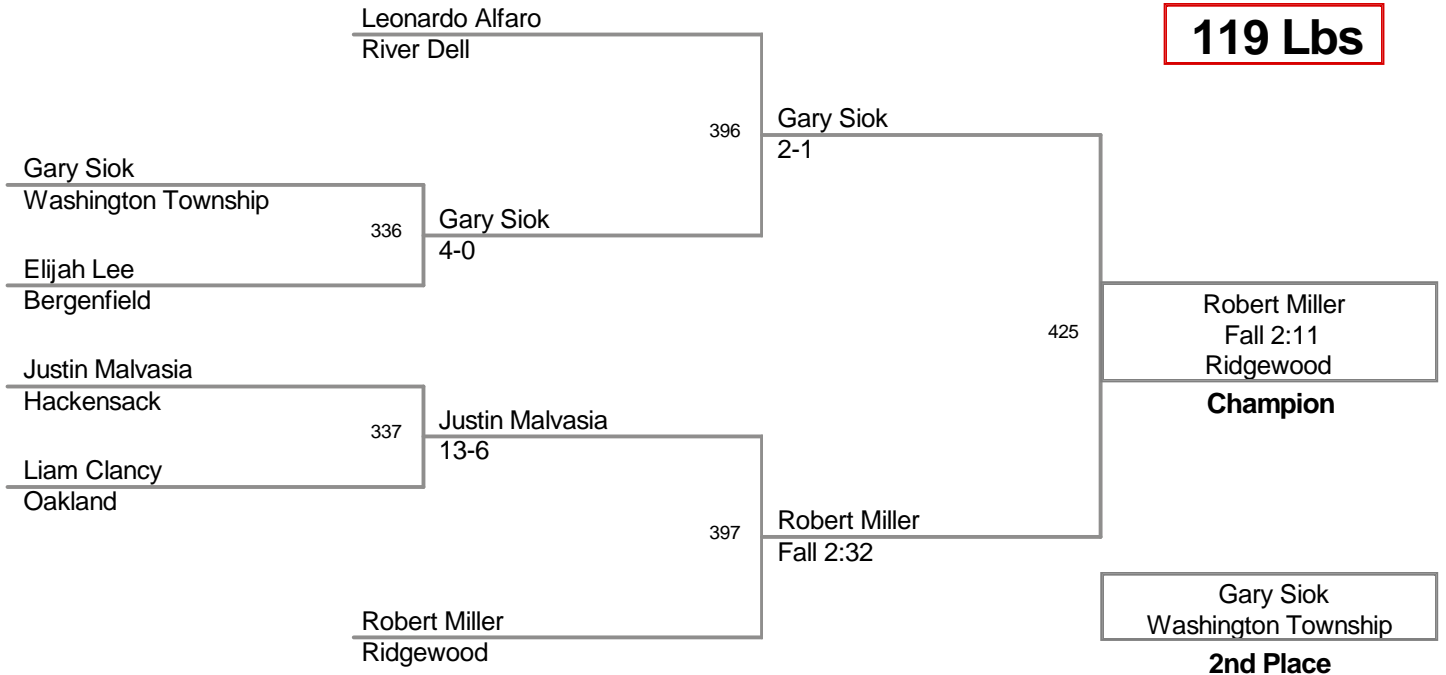 Leonardo Alfaro
River Dell
119 Lbs
396
Gary Siok
2-1
Gary Siok
Washington Township
336
Gary Siok
4-0
Elijah Lee
Bergenfield
425
Robert Miller
Fall 2:11
Ridgewood
Champion
Justin Malvasia
Hackensack
337
Justin Malvasia
13-6
Liam Clancy
Oakland
397
Robert Miller
Fall 2:32
Robert Miller
Ridgewood
Gary Siok
Washington Township
2nd Place